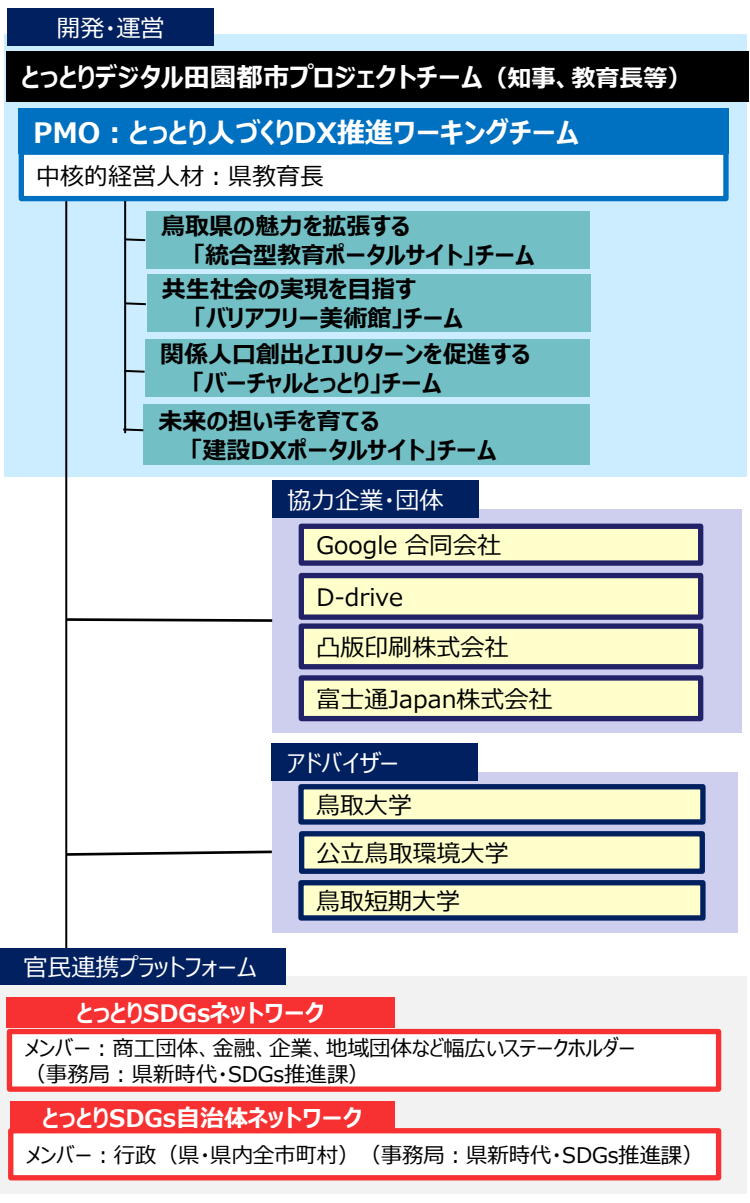 開発・運営
とっとりデジタル田園都市プロジェクトチーム（知事、教育長等）
PMO：とっとり人づくりDX推進ワーキングチーム
中核的経営人材：県教育長
鳥取県の魅力を拡張する
「統合型教育ポータルサイト」チーム
共生社会の実現を目指す
「バリアフリー美術館」チーム
関係人口創出とIJUターンを促進する
「バーチャルとっとり」チーム
未来の担い手を育てる
「建設DXポータルサイト」チーム
協力企業・団体
Google 合同会社
D-drive
凸版印刷株式会社
富士通Japan株式会社
アドバイザー
鳥取大学
公立鳥取環境大学
鳥取短期大学
官民連携プラットフォーム
とっとりSDGsネットワーク
メンバー：商工団体、金融、企業、地域団体など幅広いステークホルダー
（事務局：県新時代・SDGs推進課）
とっとりSDGs自治体ネットワーク
メンバー：行政（県・県内全市町村）（事務局：県新時代・SDGs推進課）